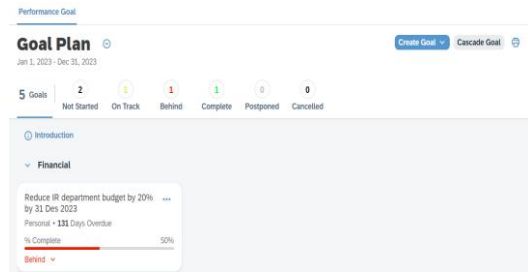 Performance Goal
Goal Plan
Create Goal Cascade Goal
Jan 1, 2023 - Dec 31, 2023
5 Goals
2 1 1 1 0 0
Not Started On Track Behind Complete Postponed Cancelled
Introduction
Financial
Reduce IR department budget by 20%
by 31 Des 2023
Personal • 131 Days Overdue
% Complete 50%
Behind